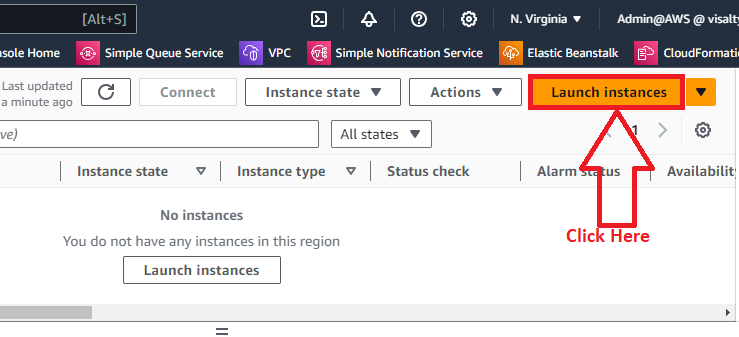 [Alt+S]
N. Virginia
Admin@AWS @ visalty
nsole Home
Simple Queue Service
VPC
Simple Notification Service
Elastic Beanstalk
CloudFormatio
Last updated
a minute ago
Connect
Instance state
Actions
Launch instances
ve)
All states
1
Instance state
Instance type
Status check
Alarm status
Availability
No instances
You do not have any instances in this region
Launch instances
Click Here